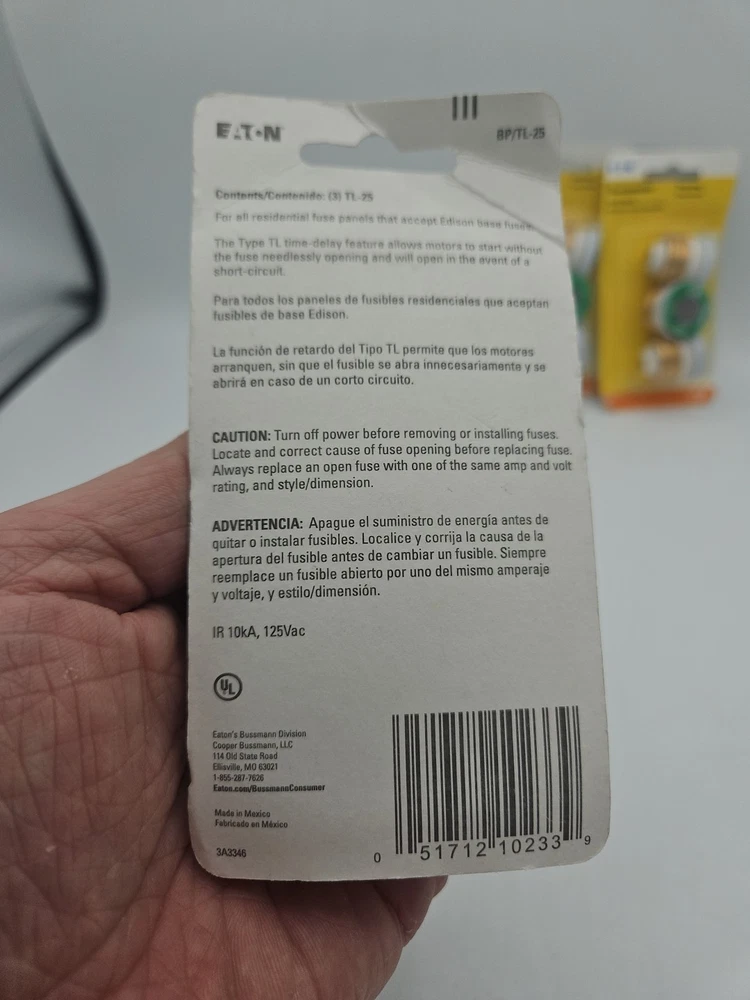 EAT•N
BP/TL-25
Contents/Contenido: (3) TL-25
For all residential fuse panels that accept Edison base fuses.
The Type TL time-delay feature allows motors to start without
the fuse needlessly opening and will open in the event of a
short-circuit.
Para todos los paneles de fusibles residenciales que aceptan
fusibles de base Edison.
La función de retardo del Tipo TL permite que los motores
arranquen, sin que el fusible se abra innecesariamente y se
abrirá en caso de un corto circuito.
CAUTION: Turn off power before removing or installing fuses.
Locate and correct cause of fuse opening before replacing fuse.
Always replace an open fuse with one of the same amp and volt
rating, and style/dimension.
ADVERTENCIA: Apague el suministro de energía antes de
quitar o instalar fusibles. Localice y corrija la causa de la
apertura del fusible antes de cambiar un fusible. Siempre
reemplace un fusible abierto por uno del mismo amperaje
y voltaje, y estilo/dimensión.
IR 10kA, 125Vac
UL
Eaton's Bussmann Division
Cooper Bussmann, LLC
114 Old State Road
Ellisville, MO 63021
1-855-287-7626
Eaton.com/BussmannConsumer
Made in Mexico
Fabricado en México
3A3346
0 51712 10233 9